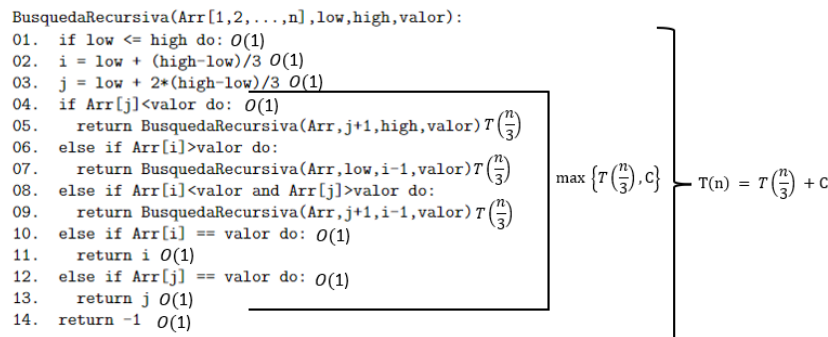 BusquedaRecursiva(Arr[1,2,...,n],low,high,valor):
01. if low <= high do: O(1)
02. i = low + (high-low)/3 O(1)
03. j = low + 2*(high-low)/3 O(1)
04. if Arr[j]<valor do: O(1)
05. return BusquedaRecursiva(Arr,j+1,high,valor) T(n/3)
06. else if Arr[i]>valor do:
07. return BusquedaRecursiva(Arr,low,i-1,valor) T(n/3)
08. else if Arr[i]<valor and Arr[j]>valor do:
09. return BusquedaRecursiva(Arr,j+1,i-1,valor) T(n/3)
10. else if Arr[i] == valor do: O(1)
11. return i O(1)
12. else if Arr[j] == valor do: O(1)
13. return j O(1)
14. return -1 O(1)
max {T(n/3),C}
T(n) = T(n/3) + C